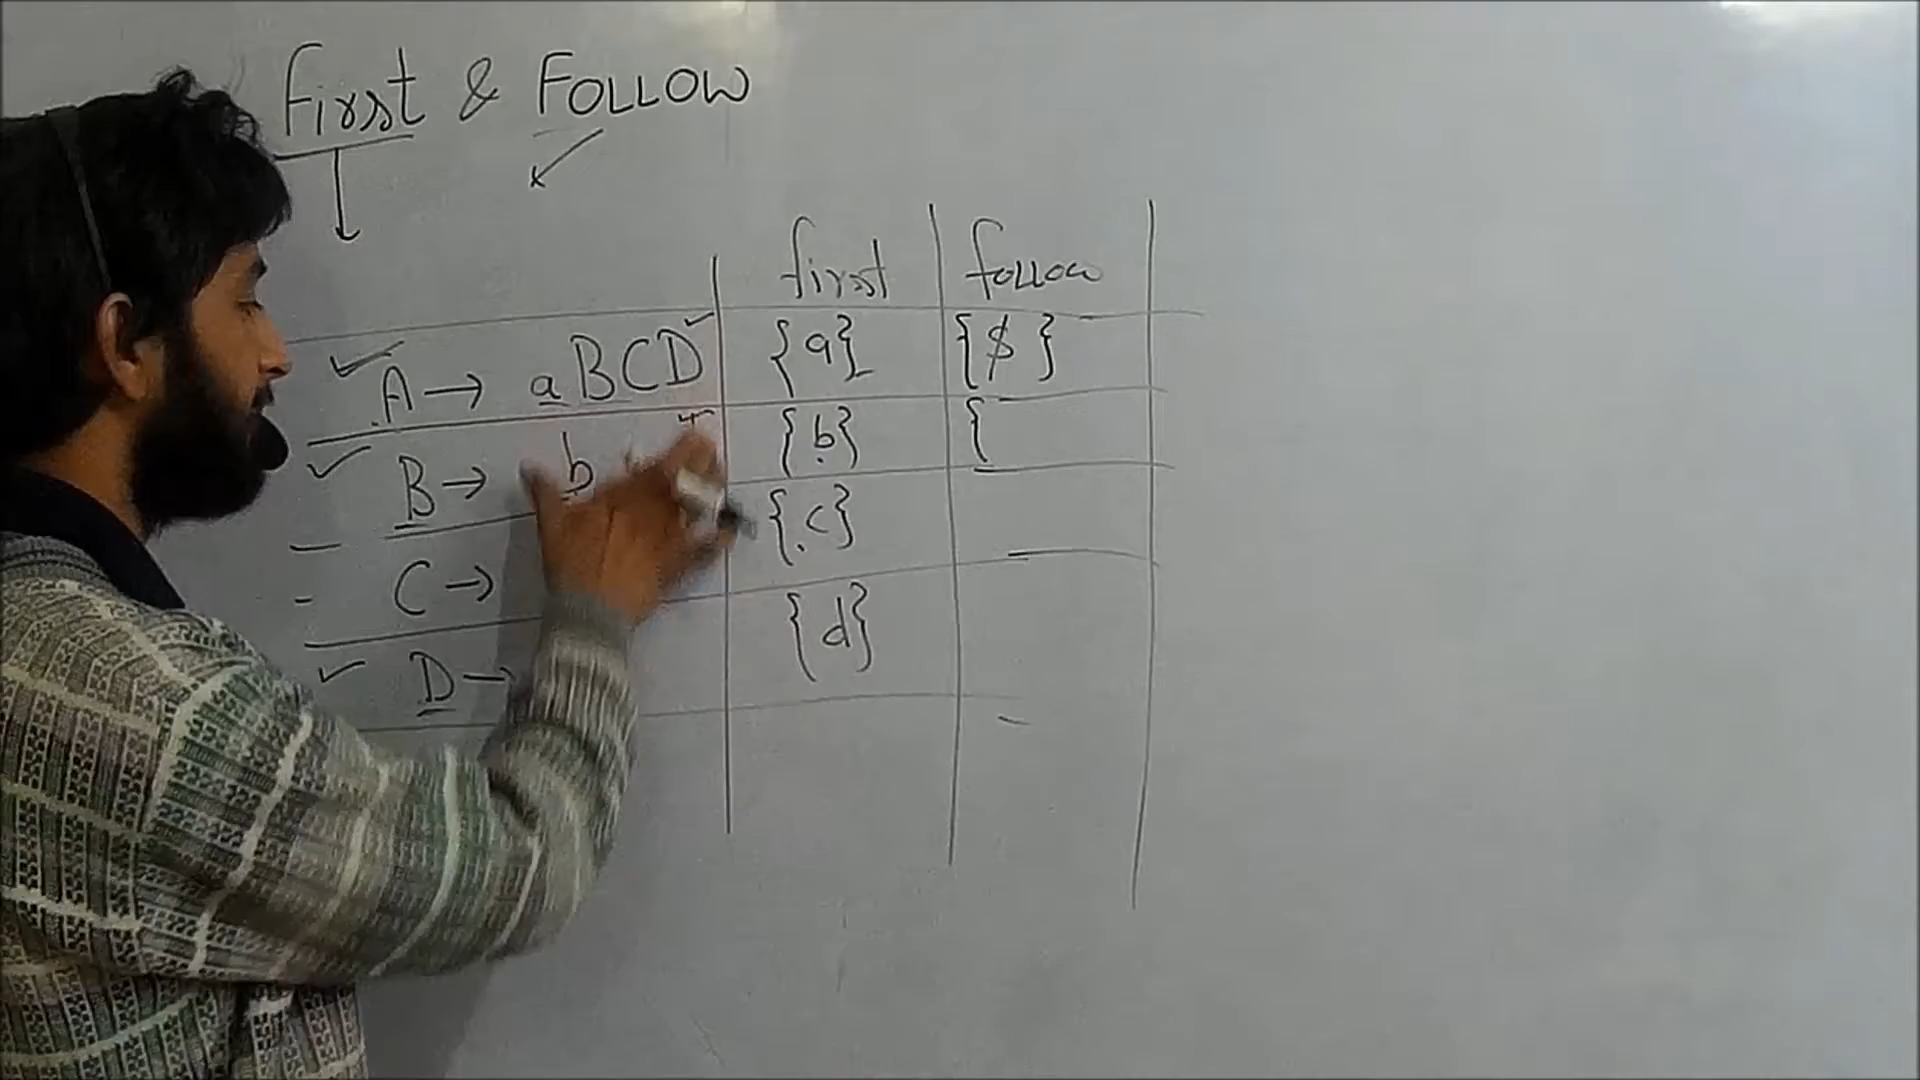 First & FOLLOW
first follow
A → aBCD {a} {$}
B → b {b} {
C → {c}
D → {d}